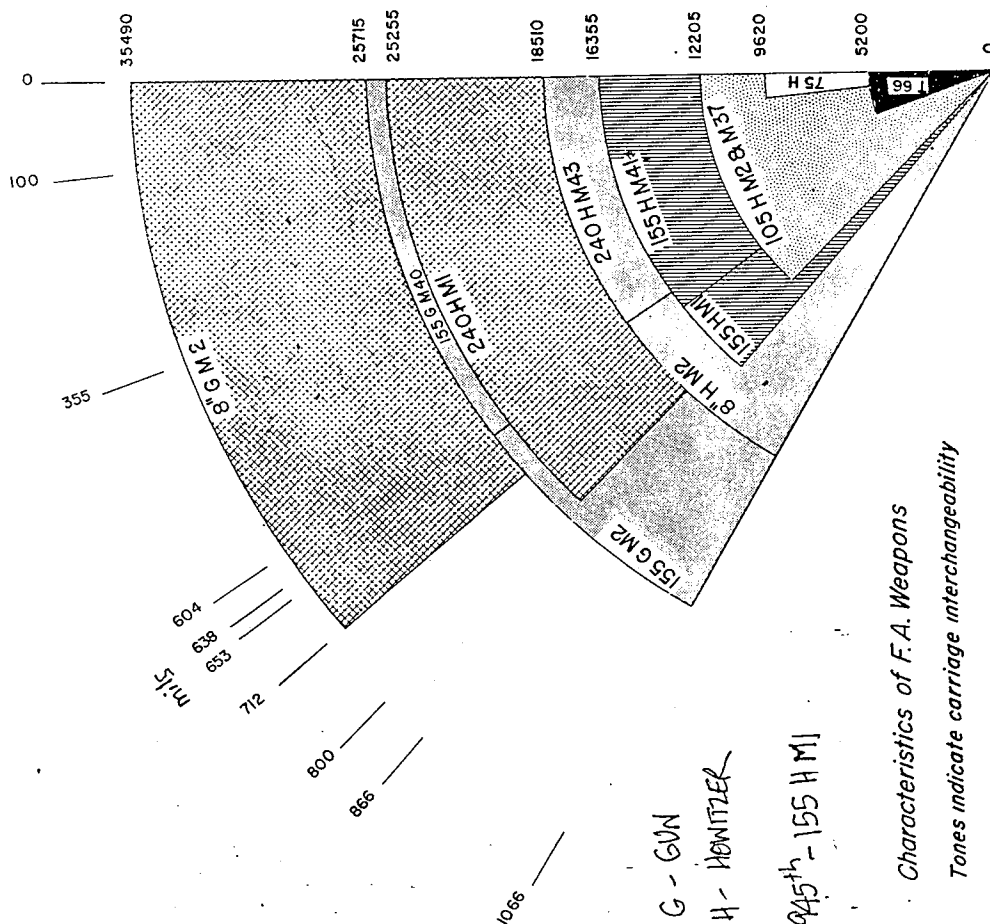 35490
25715
25255
18510
16355
12205
9620
5200
0
0
100
355
604
638
653
mils
712
800
866
1066
8" G M2
155 G M40
240 H M1
240 H M43
155 H M41
105 H M2 & M37
75 H
T 66
155 H M1
8" H M2
155 G M2
G - GUN
H - HOWITZER
945th - 155 H M1
Characteristics of F.A. Weapons
Tones indicate carriage interchangeability